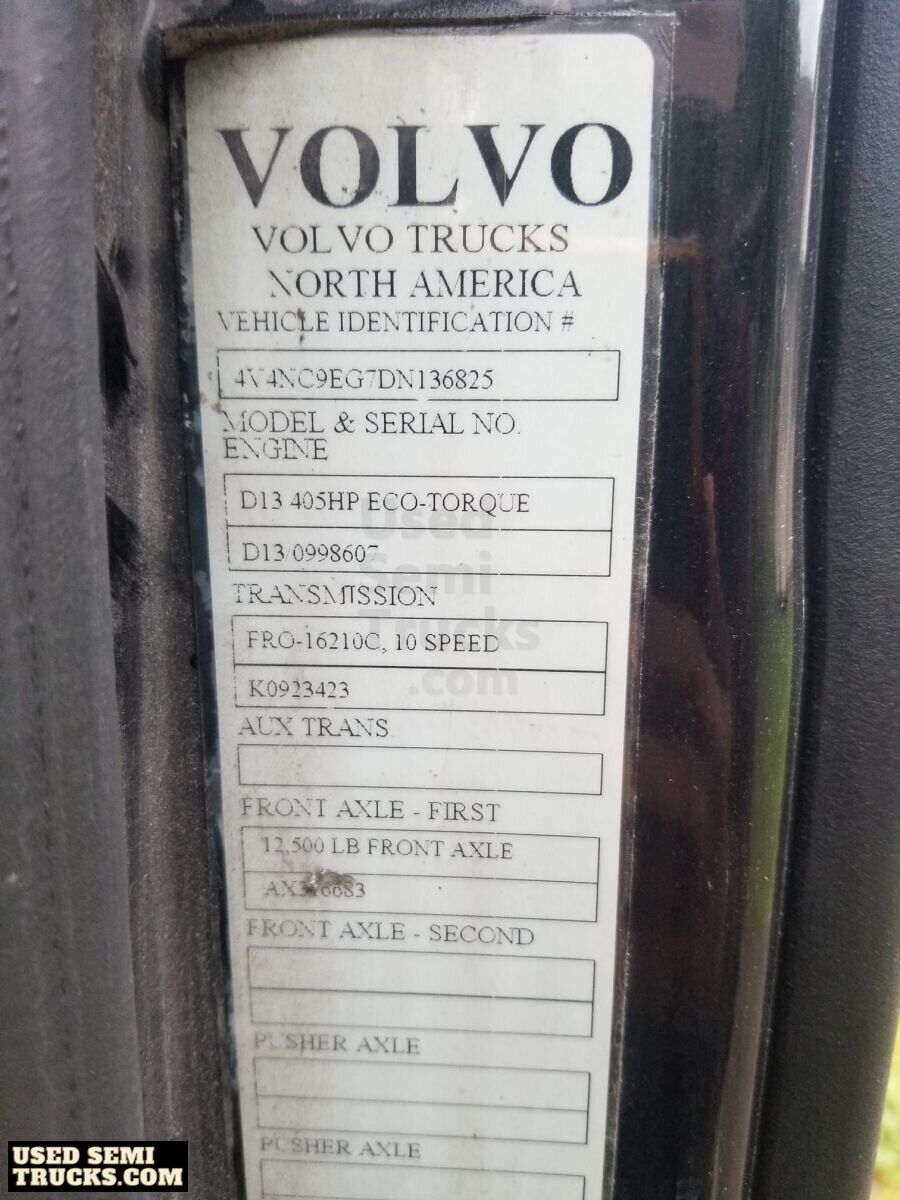 VOLVO
VOLVO TRUCKS
NORTH AMERICA
VEHICLE IDENTIFICATION #
4V4NC9EG7DN136825
MODEL & SERIAL NO.
ENGINE
D13 405HP ECO-TORQUE
D13/0998607
TRANSMISSION
FRO-16210C, 10 SPEED
K0923423
AUX TRANS
FRONT AXLE - FIRST
12,500 LB FRONT AXLE
FRONT AXLE - SECOND
PUSHER AXLE
PUSHER AXLE
Used
Semi
Trucks
.com
USED SEMI
TRUCKS.COM